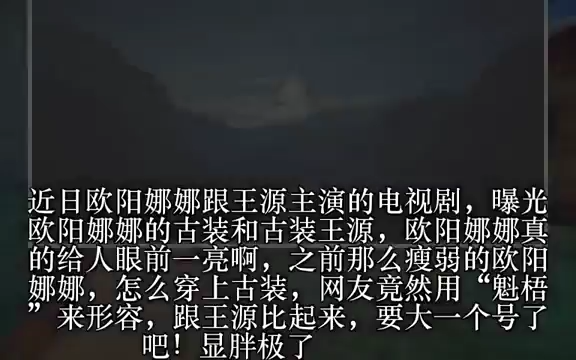 近日欧阳娜娜跟王源主演的电视剧，曝光
欧阳娜娜的古装和古装王源，欧阳娜娜真
的给人眼前一亮啊，之前那么瘦弱的欧阳
娜娜，怎么穿上古装，网友竟然用“魁梧
”来形容，跟王源比起来，要大一个号了
吧！显胖极了